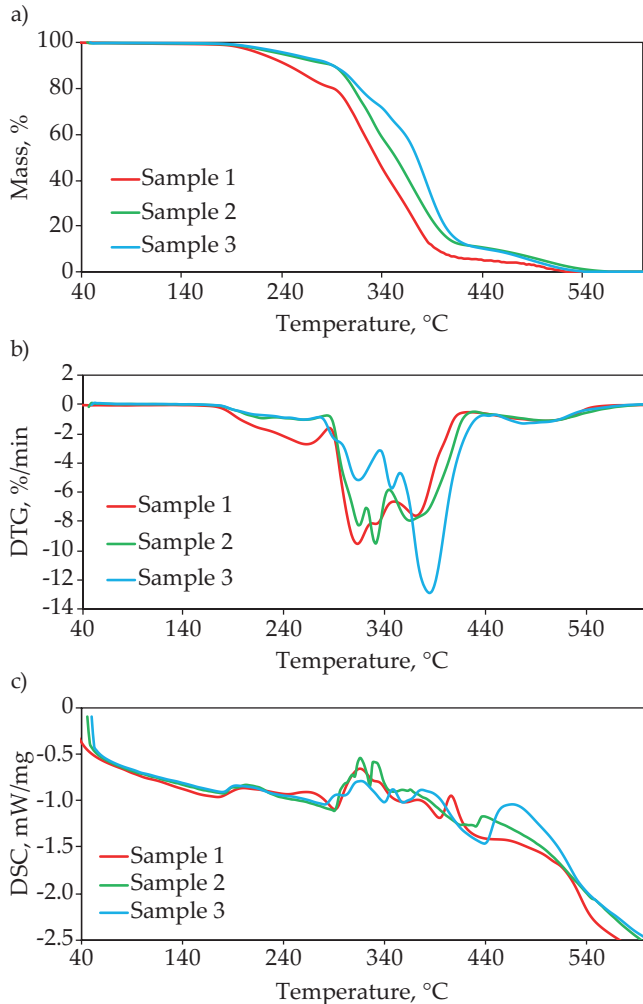 a)
100
80
60
40
20
0
Mass, %
Sample 1
Sample 2
Sample 3
40 140 240 340 440 540
Temperature, °C
b)
2
0
-2
-4
-6
-8
-10
-12
-14
DTG, %/min
Sample 1
Sample 2
Sample 3
40 140 240 340 440 540
Temperature, °C
c)
0
-0.5
-1.0
-1.5
-2.0
-2.5
DSC, mW/mg
Sample 1
Sample 2
Sample 3
40 140 240 340 440 540
Temperature, °C